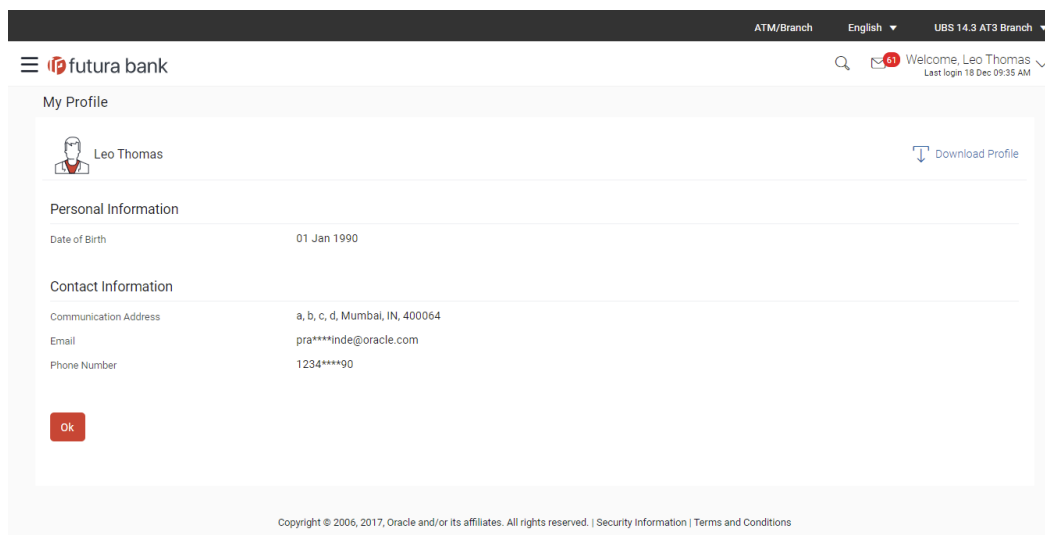 ATM/Branch English UBS 14.3 AT3 Branch
futura bank 61 Welcome, Leo Thomas
Last login 18 Dec 09:35 AM
My Profile
Leo Thomas Download Profile
Personal Information
Date of Birth 01 Jan 1990
Contact Information
Communication Address a, b, c, d, Mumbai, IN, 400064
Email pra****inde@oracle.com
Phone Number 1234****90
Ok
Copyright © 2006, 2017, Oracle and/or its affiliates. All rights reserved. | Security Information | Terms and Conditions